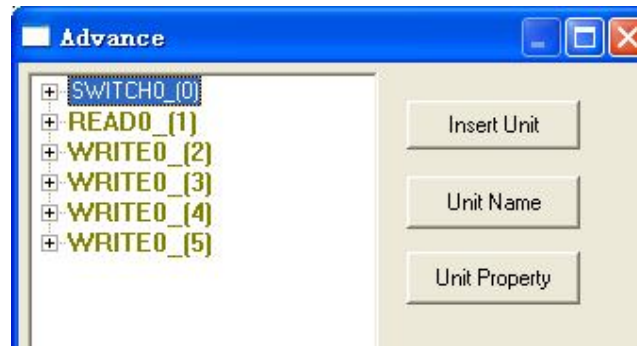 Advance
SWITCH0_(0)
READ0_(1)
WRITE0_(2)
WRITE0_(3)
WRITE0_(4)
WRITE0_(5)
Insert Unit
Unit Name
Unit Property